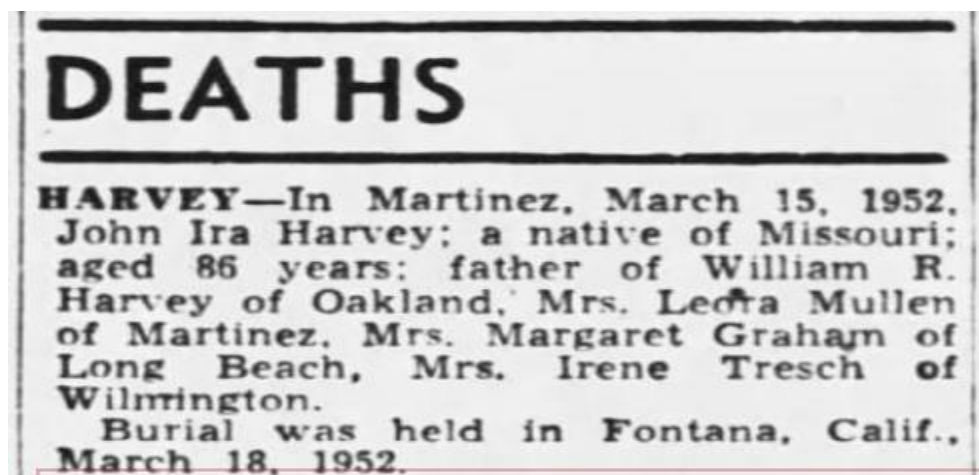 DEATHS
HARVEY—In Martinez, March 15, 1952,
John Ira Harvey; a native of Missouri;
aged 86 years; father of William R.
Harvey of Oakland, Mrs. Leora Mullen
of Martinez, Mrs. Margaret Graham of
Long Beach, Mrs. Irene Tresch of
Wilmington.
Burial was held in Fontana, Calif.,
March 18, 1952.